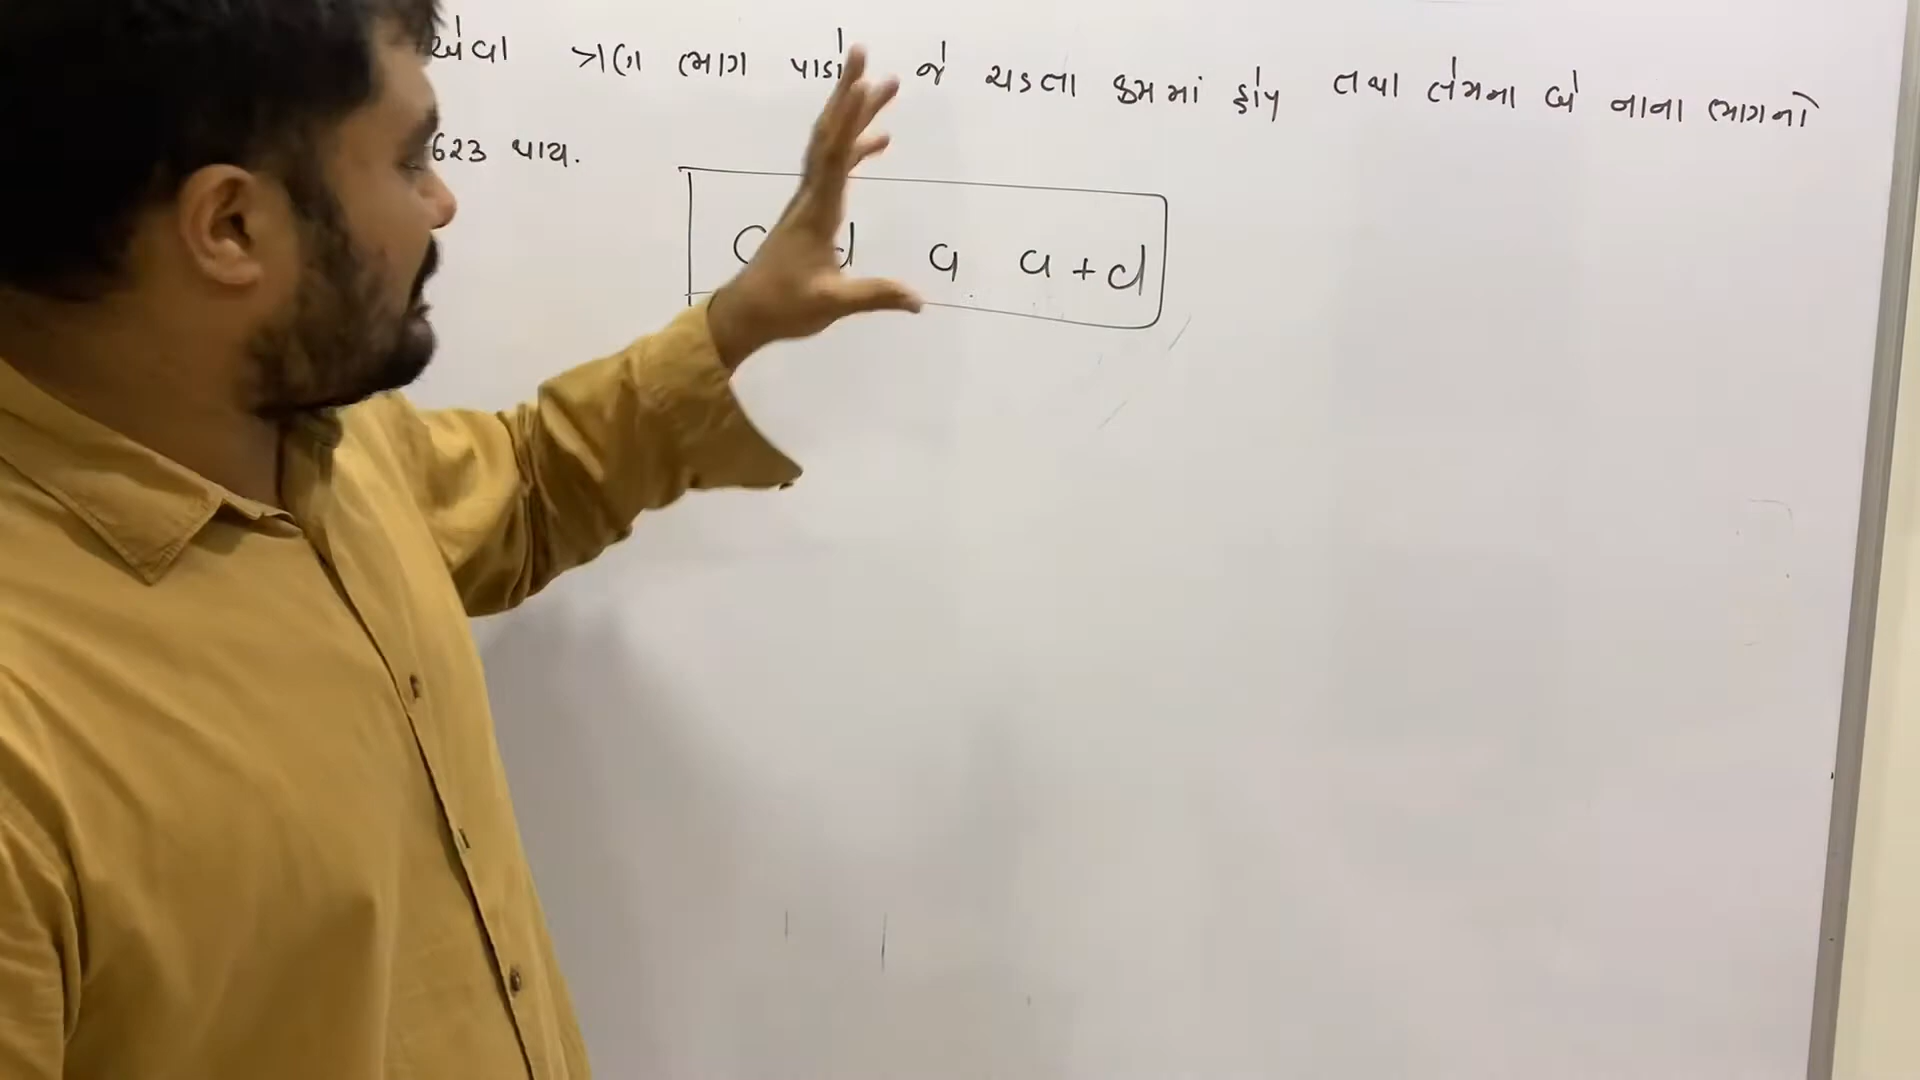 એવા ત્રણ ભાગ પાડો જે ચડતા ક્રમમાં હોય તથા તેમના બે નાના ભાગનો
623 થાય.
d a a + d